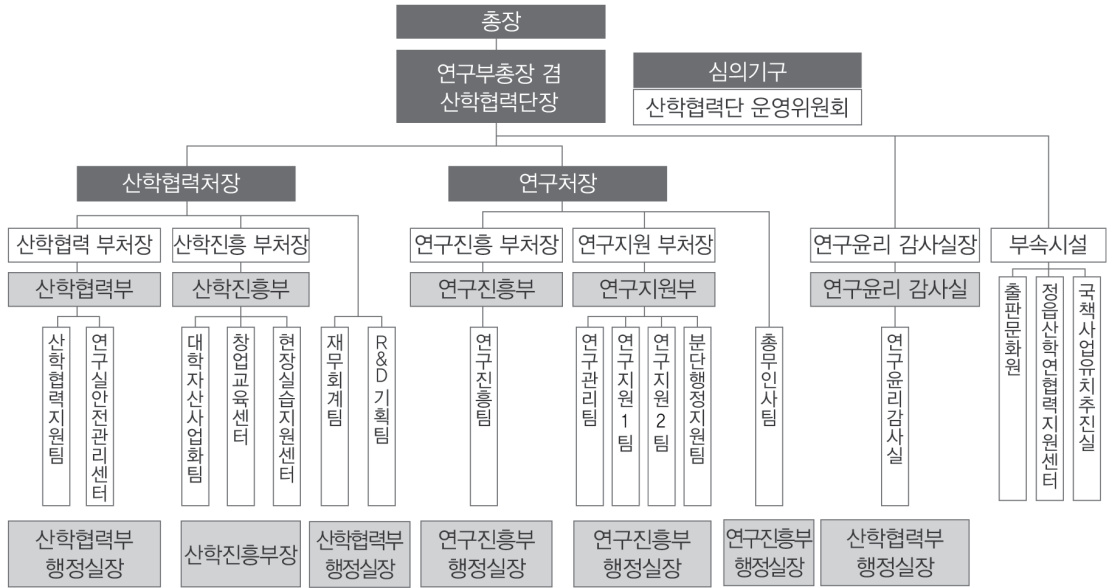 총장
연구부총장 겸
산학협력단장
심의기구
산학협력단 운영위원회
산학협력처장
연구처장
산학협력 부처장
산학진흥 부처장
연구진흥 부처장
연구지원 부처장
연구윤리 감사실장
부속시설
산학협력부
산학진흥부
연구진흥부
연구지원부
연구윤리 감사실
산학협력지원팀
연구실안전관리센터
대학자산사업화팀
창업교육센터
현장실습지원센터
재무회계팀
R&D 기획팀
연구진흥팀
연구관리팀
연구지원1팀
연구지원2팀
분단행정지원팀
총무인사팀
연구윤리감사실
출판문화원
정읍산학연협력지원센터
국책사업유치추진실
산학협력부
행정실장
산학진흥부장
산학협력부
행정실장
연구진흥부
행정실장
연구진흥부
행정실장
연구진흥부
행정실장
산학협력부
행정실장